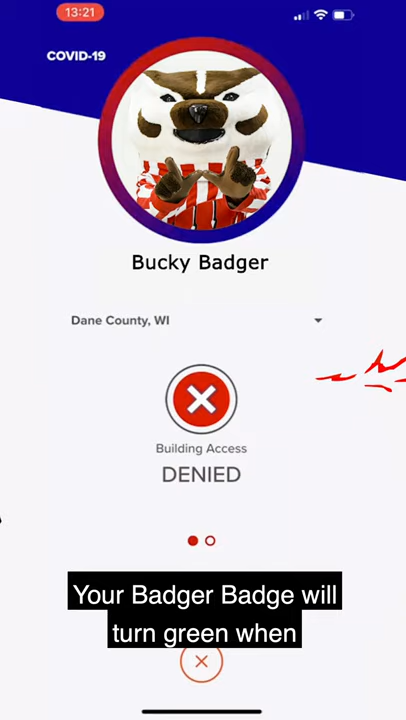 13:21
COVID-19
Bucky Badger
Dane County, WI
Building Access
DENIED
Your Badger Badge will
turn green when